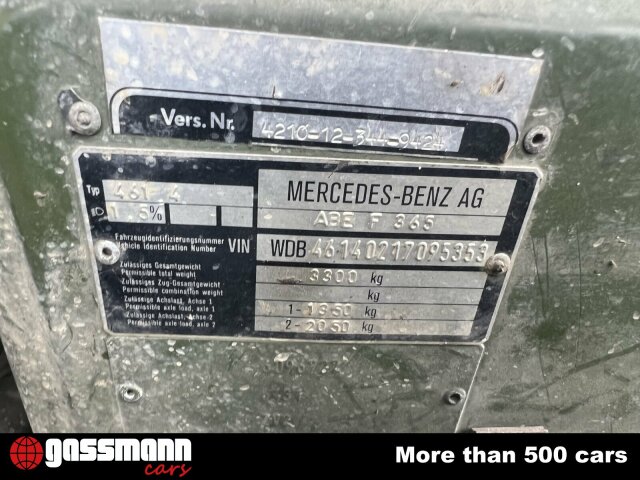 Vers.Nr. 4210-12-344-9424
Typ 461 4
1.5%
MERCEDES-BENZ AG
ABE F 365
Fahrzeugidentifizierungsnummer
Vehicle Identification Number VIN WDB 46140217095353
Zulässiges Gesamtgewicht
Permissible total weight 3300 kg
Zulässiges Zug-Gesamtgewicht
Permissible combination weight kg
Zulässige Achslast, Achse 1
Permissible axle load, axle 1 1-1350 kg
Zulässige Achslast, Achse-2
Permissible axle load, axle 2 2-2050 kg
gassmann
cars
More than 500 cars